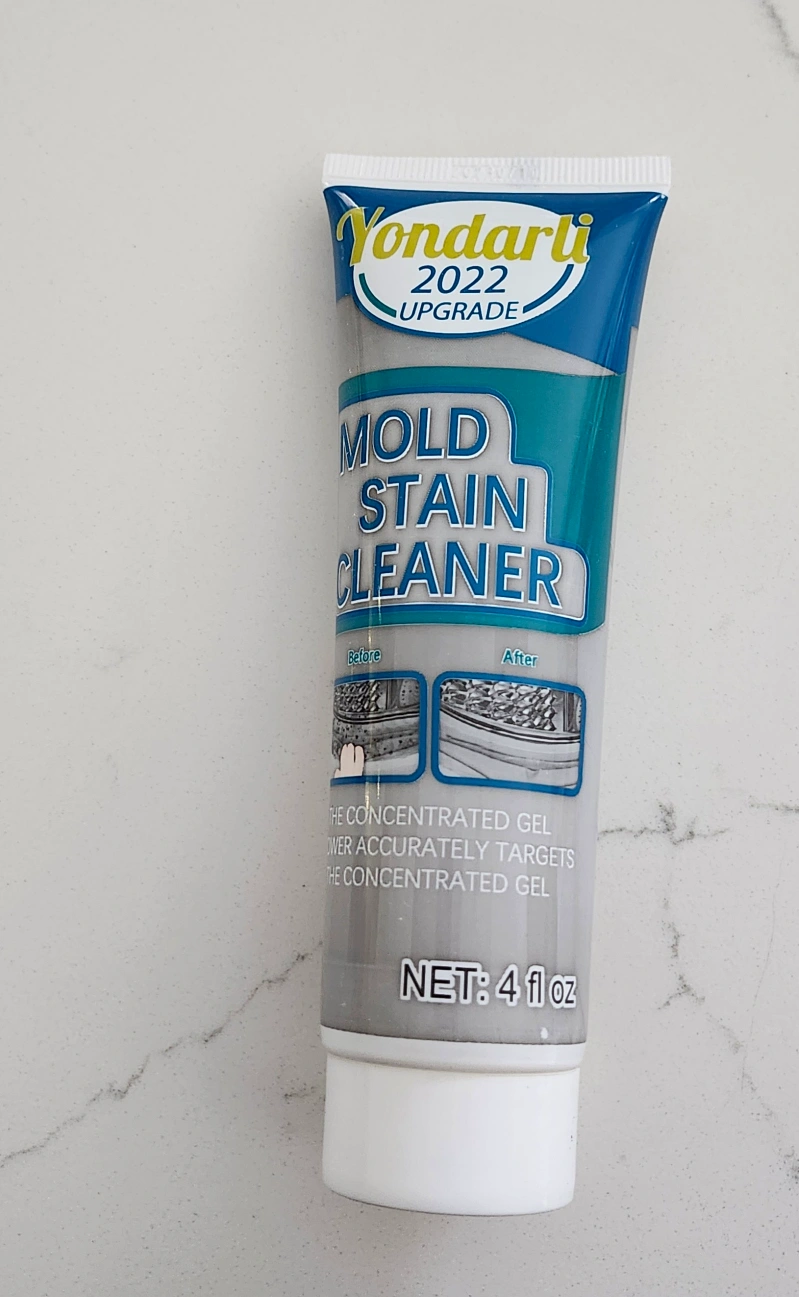 Yondarli
2022
UPGRADE
MOLD
STAIN
CLEANER
Before
After
THE CONCENTRATED GEL
ACCURATELY TARGETS
THE CONCENTRATED GEL
NET: 4 fl oz